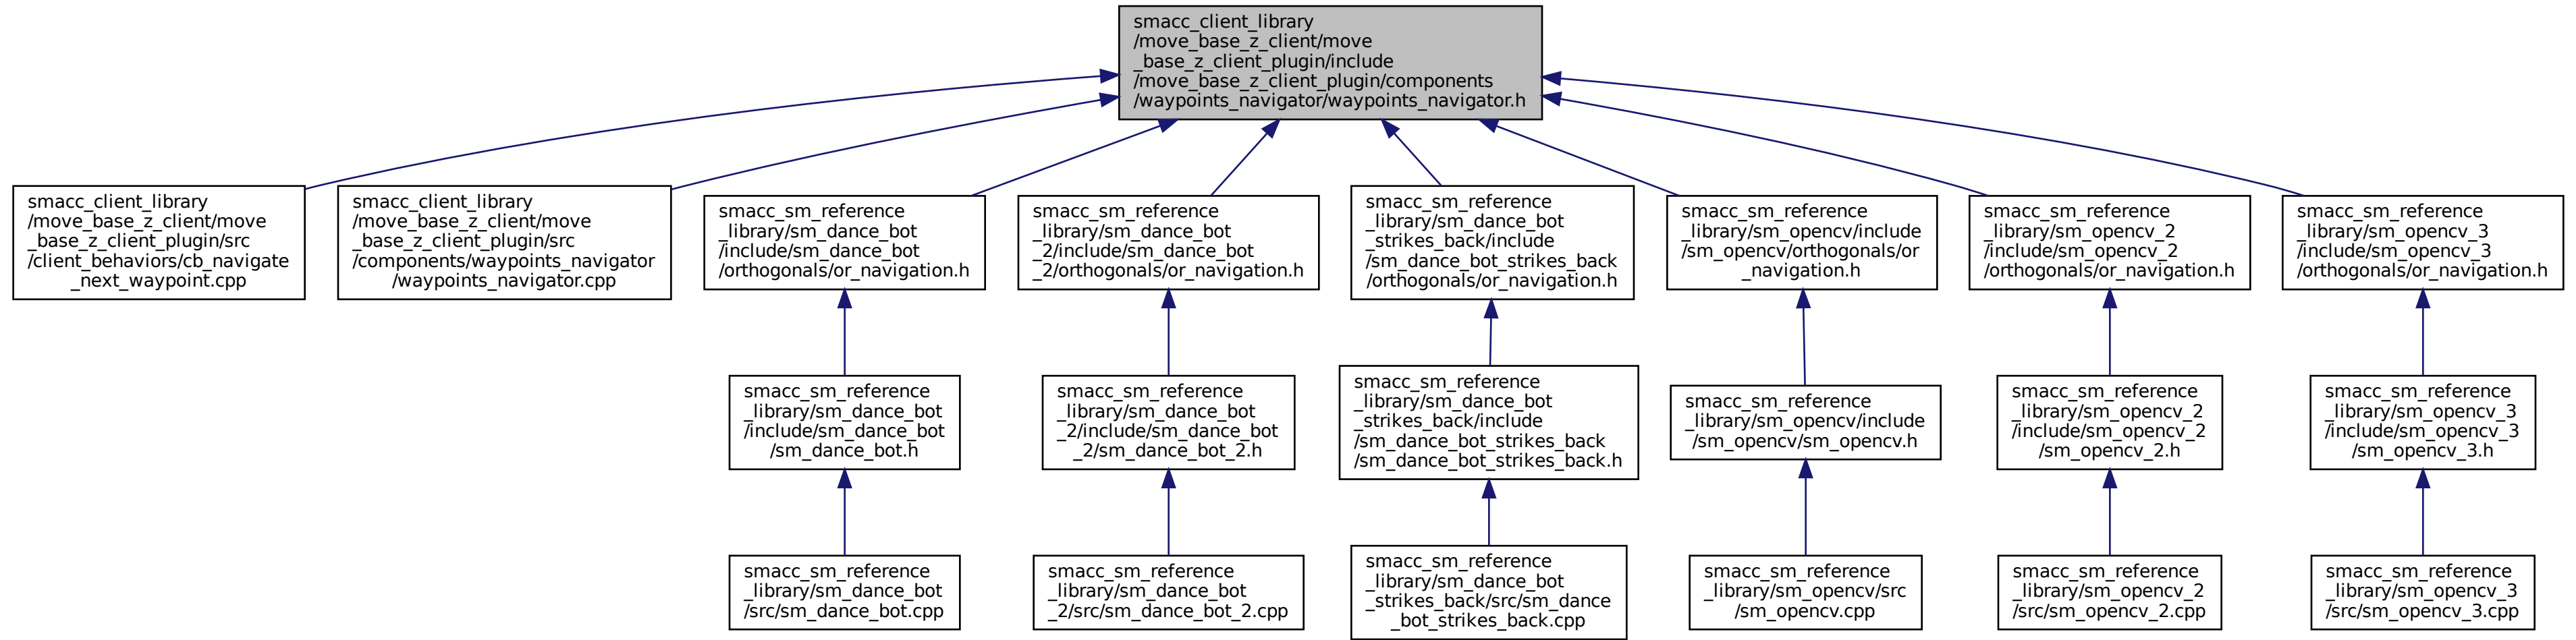 smacc_client_library
/move_base_z_client/move
_base_z_client_plugin/include
/move_base_z_client_plugin/components
/waypoints_navigator/waypoints_navigator.h
smacc_client_library
/move_base_z_client/move
_base_z_client_plugin/src
/client_behaviors/cb_navigate
_next_waypoint.cpp
smacc_client_library
/move_base_z_client/move
_base_z_client_plugin/src
/components/waypoints_navigator
/waypoints_navigator.cpp
smacc_sm_reference
_library/sm_dance_bot
/include/sm_dance_bot
/orthogonals/or_navigation.h
smacc_sm_reference
_library/sm_dance_bot
_2/include/sm_dance_bot
_2/orthogonals/or_navigation.h
smacc_sm_reference
_library/sm_dance_bot
_strikes_back/include
/sm_dance_bot_strikes_back
/orthogonals/or_navigation.h
smacc_sm_reference
_library/sm_opencv/include
/sm_opencv/orthogonals/or
_navigation.h
smacc_sm_reference
_library/sm_opencv_2
/include/sm_opencv_2
/orthogonals/or_navigation.h
smacc_sm_reference
_library/sm_opencv_3
/include/sm_opencv_3
/orthogonals/or_navigation.h
smacc_sm_reference
_library/sm_dance_bot
/include/sm_dance_bot
/sm_dance_bot.h
smacc_sm_reference
_library/sm_dance_bot
_2/include/sm_dance_bot
_2/sm_dance_bot_2.h
smacc_sm_reference
_library/sm_dance_bot
_strikes_back/include
/sm_dance_bot_strikes_back
/sm_dance_bot_strikes_back.h
smacc_sm_reference
_library/sm_opencv/include
/sm_opencv/sm_opencv.h
smacc_sm_reference
_library/sm_opencv_2
/include/sm_opencv_2
/sm_opencv_2.h
smacc_sm_reference
_library/sm_opencv_3
/include/sm_opencv_3
/sm_opencv_3.h
smacc_sm_reference
_library/sm_dance_bot
/src/sm_dance_bot.cpp
smacc_sm_reference
_library/sm_dance_bot
_2/src/sm_dance_bot_2.cpp
smacc_sm_reference
_library/sm_dance_bot
_strikes_back/src/sm_dance
_bot_strikes_back.cpp
smacc_sm_reference
_library/sm_opencv/src
/sm_opencv.cpp
smacc_sm_reference
_library/sm_opencv_2
/src/sm_opencv_2.cpp
smacc_sm_reference
_library/sm_opencv_3
/src/sm_opencv_3.cpp